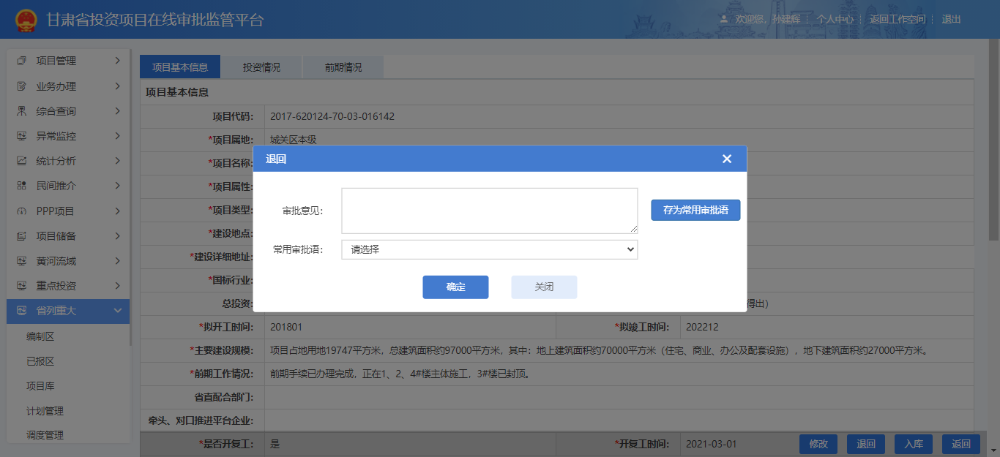 甘肃省投资项目在线审批监管平台
欢迎您, 孙建辉 个人中心 返回工作空间 退出
项目管理
业务办理
综合查询
异常监控
统计分析
民间推介
PPP项目
项目储备
黄河流域
重点投资
省列重大
编制区
已报区
项目库
计划管理
调度管理
项目基本信息 投资情况 前期情况
项目基本信息
项目代码: 2017-620124-70-03-016142
*项目属地: 城关区本级
*项目名称:
*项目属性:
*项目类型:
*建设地点:
*建设详细地址:
*国标行业:
总投资: 得出）
*拟开工时间: 201801 *拟竣工时间: 202212
*主要建设规模: 项目占地用地19747平方米，总建筑面积约97000平方米，其中：地上建筑面积约70000平方米（住宅、商业、办公及配套设施），地下建筑面积约27000平方米。
*前期工作情况: 前期手续已办理完成，正在1、2、4#楼主体施工，3#楼已封顶。
省直配合部门:
牵头、对口推进平台企业:
*是否开复工: 是 *开复工时间: 2021-03-01
修改 退回 入库 返回
退回
审批意见:
存为常用审批语
常用审批语: 请选择
确定 关闭